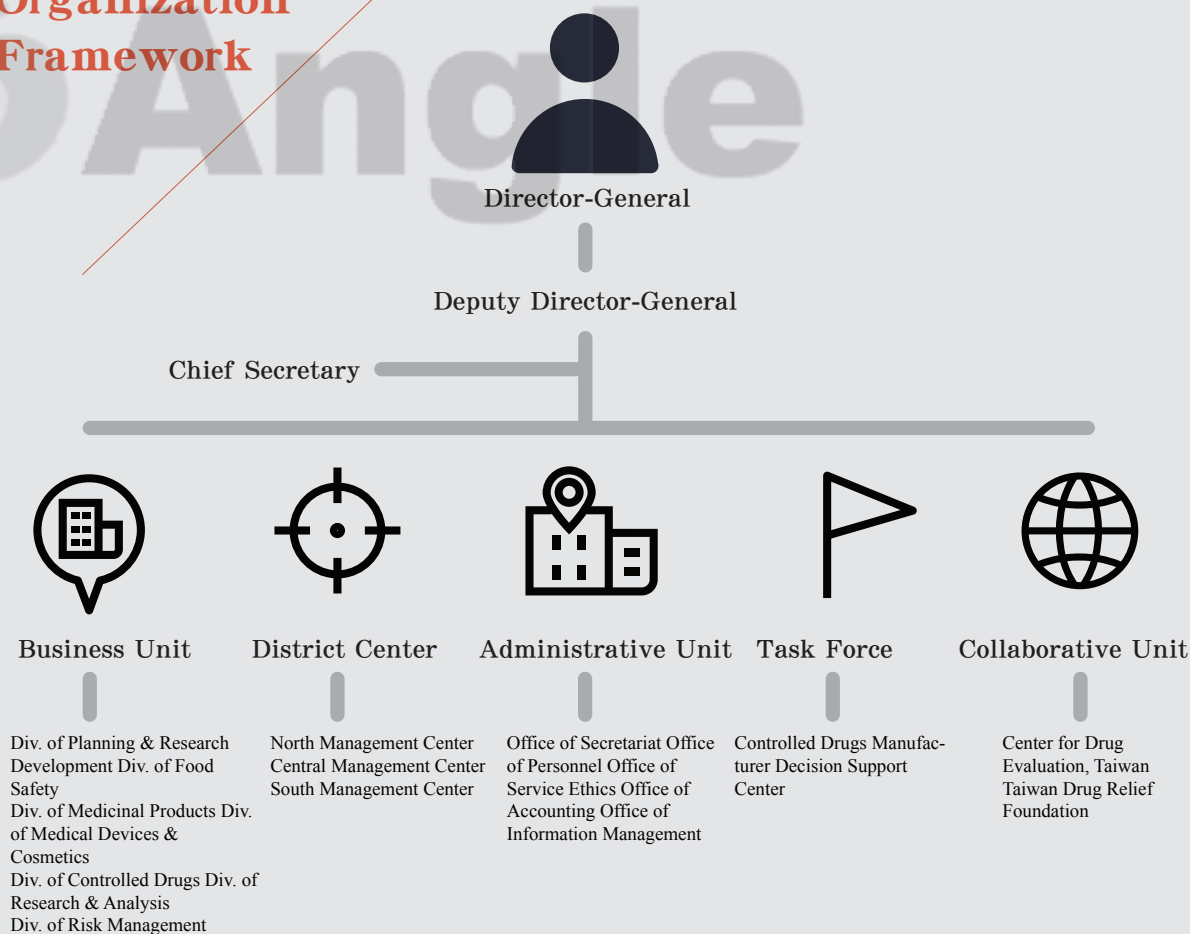 Organization
Framework
Angle
Director-General
Deputy Director-General
Chief Secretary
Business Unit
District Center
Administrative Unit
Task Force
Collaborative Unit
Div. of Planning & Research
Development Div. of Food
Safety
Div. of Medicinal Products Div.
of Medical Devices &
Cosmetics
Div. of Controlled Drugs Div. of
Research & Analysis
Div. of Risk Management
North Management Center
Central Management Center
South Management Center
Office of Secretariat Office
of Personnel Office of
Service Ethics Office of
Accounting Office of
Information Management
Controlled Drugs Manufac-
turer Decision Support
Center
Center for Drug
Evaluation, Taiwan
Taiwan Drug Relief
Foundation